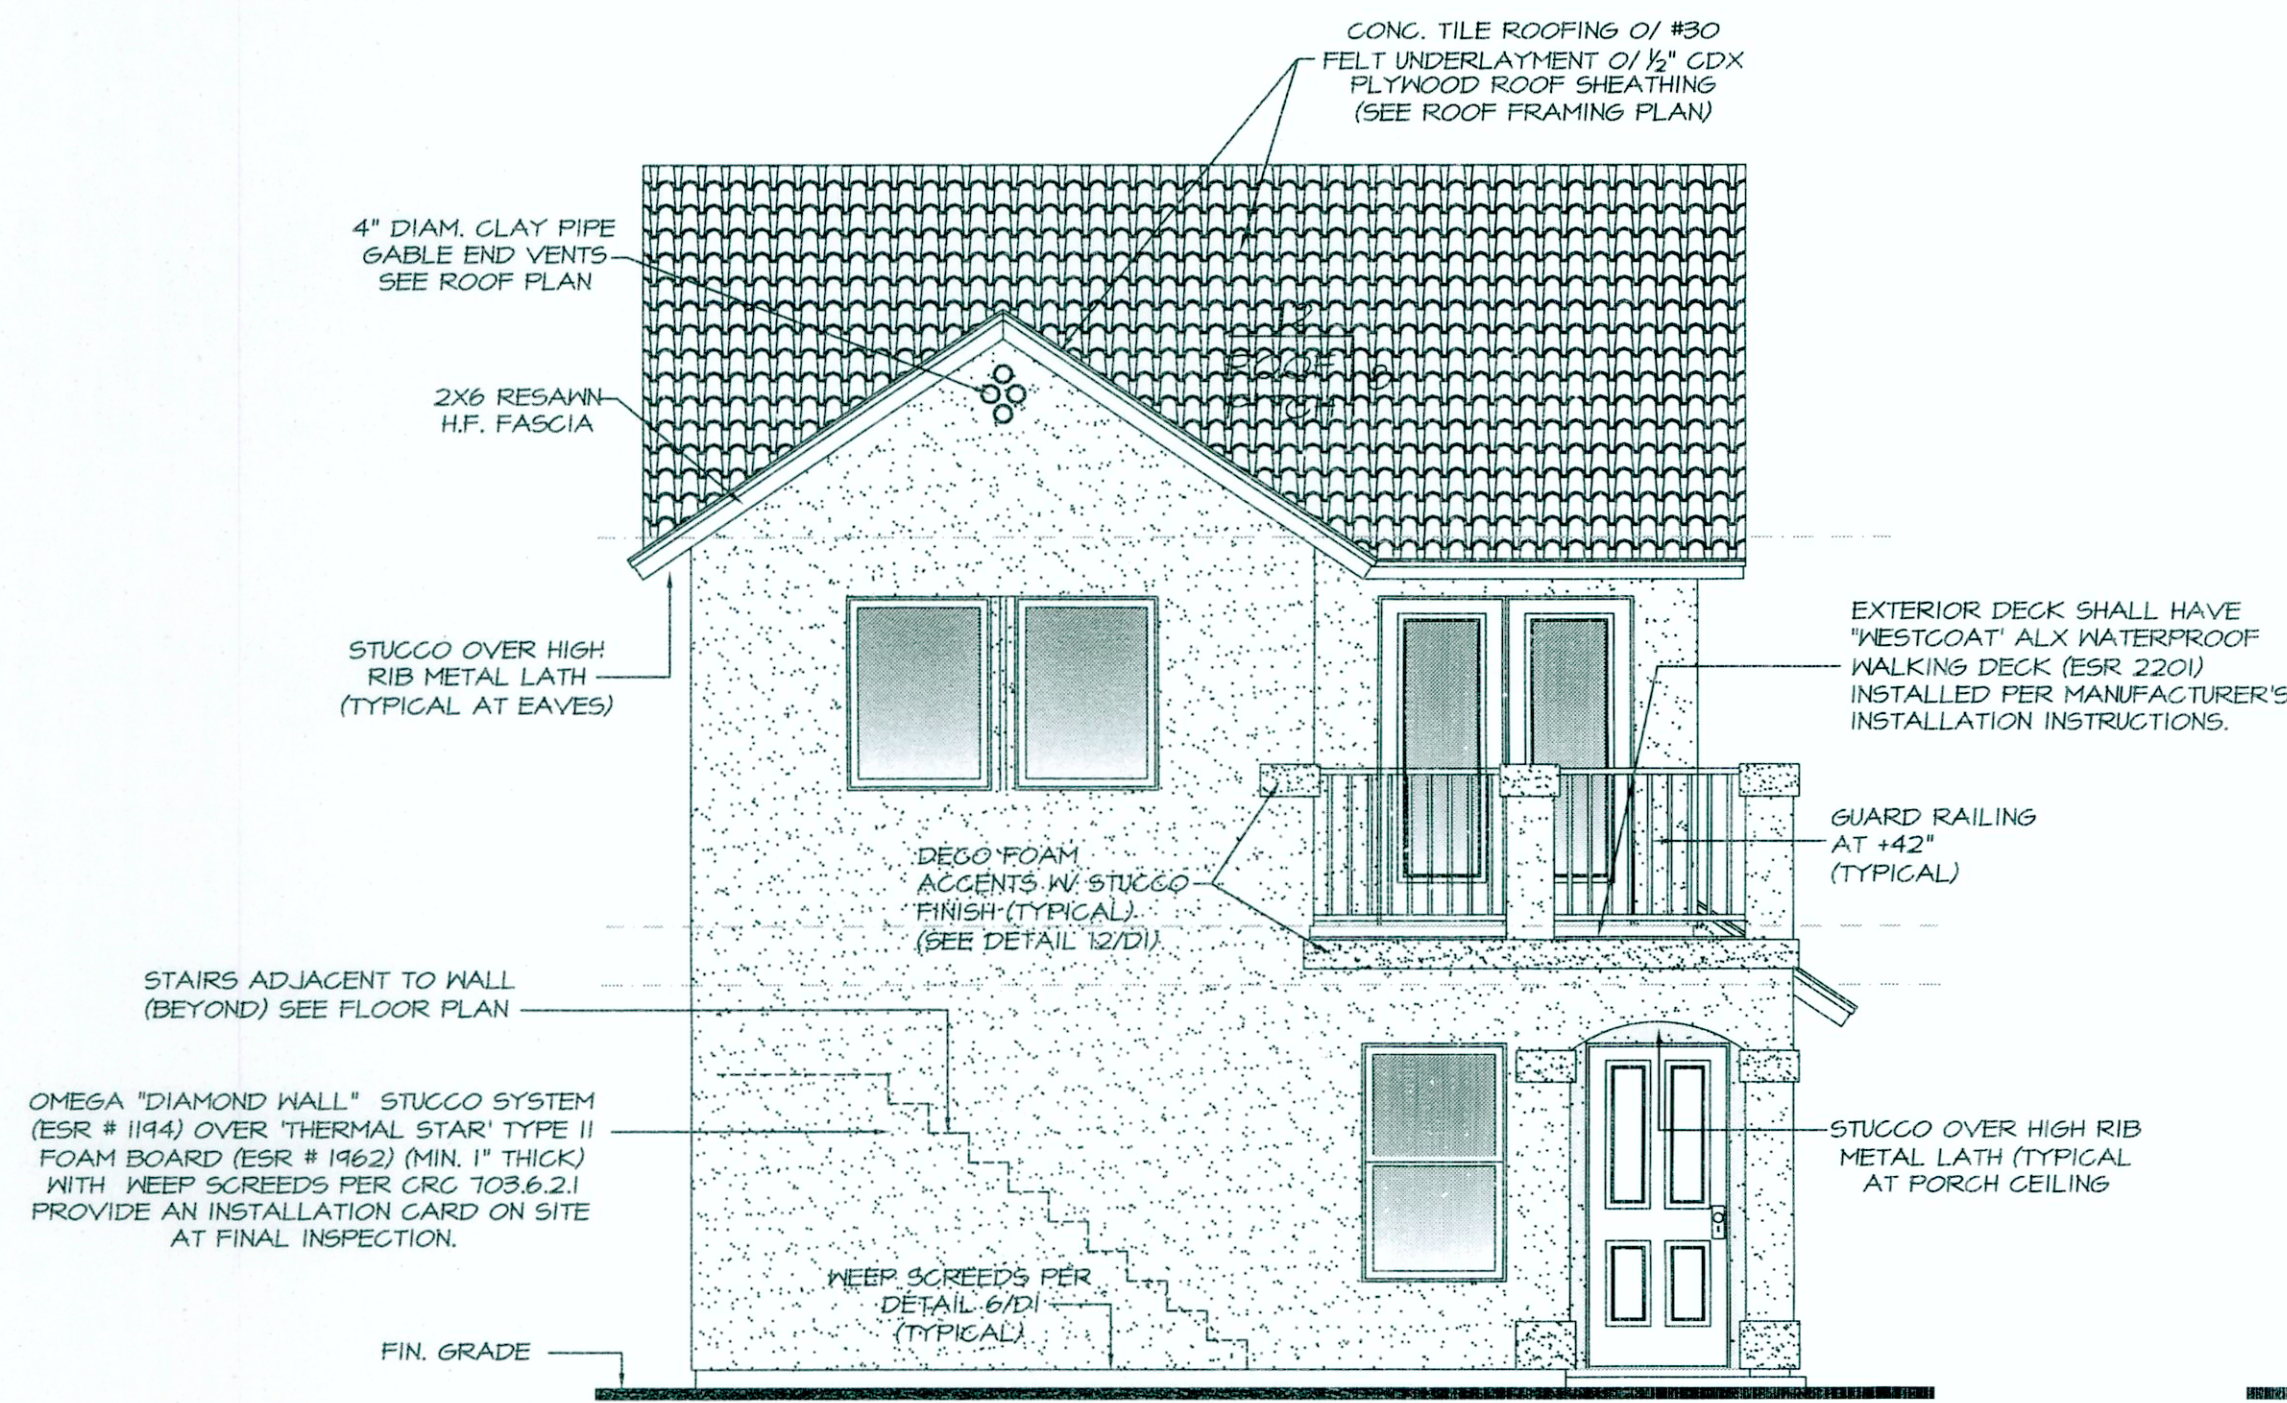 CONC. TILE ROOFING O/ #30
FELT UNDERLAYMENT O/ ½" CDX
PLYWOOD ROOF SHEATHING
(SEE ROOF FRAMING PLAN)
4" DIAM. CLAY PIPE
GABLE END VENTS
SEE ROOF PLAN
12
ROOF
PITCH
8
2X6 RESAWN
H.F. FASCIA
STUCCO OVER HIGH
RIB METAL LATH
(TYPICAL AT EAVES)
EXTERIOR DECK SHALL HAVE
"WESTCOAT' ALX WATERPROOF
WALKING DECK (ESR 2201)
INSTALLED PER MANUFACTURER'S
INSTALLATION INSTRUCTIONS.
GUARD RAILING
AT +42"
(TYPICAL)
DECO FOAM
ACCENTS W/ STUCCO
FINISH (TYPICAL)
(SEE DETAIL 12/D1)
STAIRS ADJACENT TO WALL
(BEYOND) SEE FLOOR PLAN
OMEGA "DIAMOND WALL" STUCCO SYSTEM
(ESR # 1194) OVER 'THERMAL STAR' TYPE 11
FOAM BOARD (ESR # 1962) (MIN. 1" THICK)
WITH WEEP SCREEDS PER CRC 703.6.2.1
PROVIDE AN INSTALLATION CARD ON SITE
AT FINAL INSPECTION.
STUCCO OVER HIGH RIB
METAL LATH (TYPICAL
AT PORCH CEILING
WEEP SCREEDS PER
DETAIL 6/D1
(TYPICAL)
FIN. GRADE